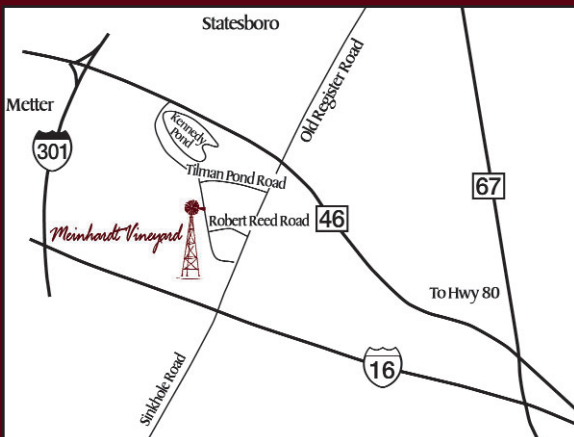 Statesboro
Old Register Road
Metter
Kennedy
Pond
301
Tilman Pond Road
67
Meinhardt Vineyard
Robert Reed Road
46
To Hwy 80
16
Sinkhole Road